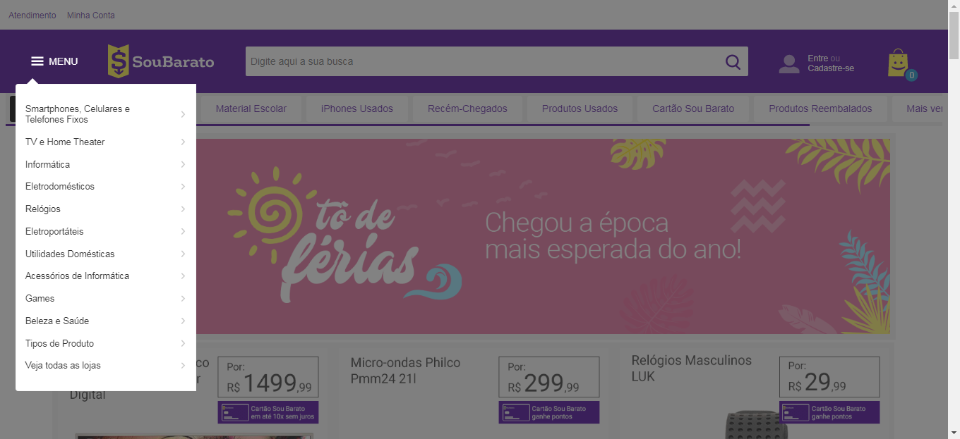 Atendimento Minha Conta
MENU
SouBarato
Digite aqui a sua busca
Entre ou
Cadastre-se
0
Material Escolar iPhones Usados Recém-Chegados Produtos Usados Cartão Sou Barato Produtos Reembalados Mais ve
Smartphones, Celulares e
Telefones Fixos
TV e Home Theater
Informática
Eletrodomésticos
Relógios
Eletroportáteis
Utilidades Domésticas
Acessórios de Informática
Games
Beleza e Saúde
Tipos de Produto
Veja todas as lojas
tô de
férias
Chegou a época
mais esperada do ano!
Digital
Por:
R$ 1499,99
Cartão Sou Barato
em até 10x sem juros
Micro-ondas Philco
Pmm24 21l
Por:
R$ 299,99
Cartão Sou Barato
ganhe pontos
Relógios Masculinos
LUK
Por:
R$ 29,99
Cartão Sou Barato
ganhe pontos